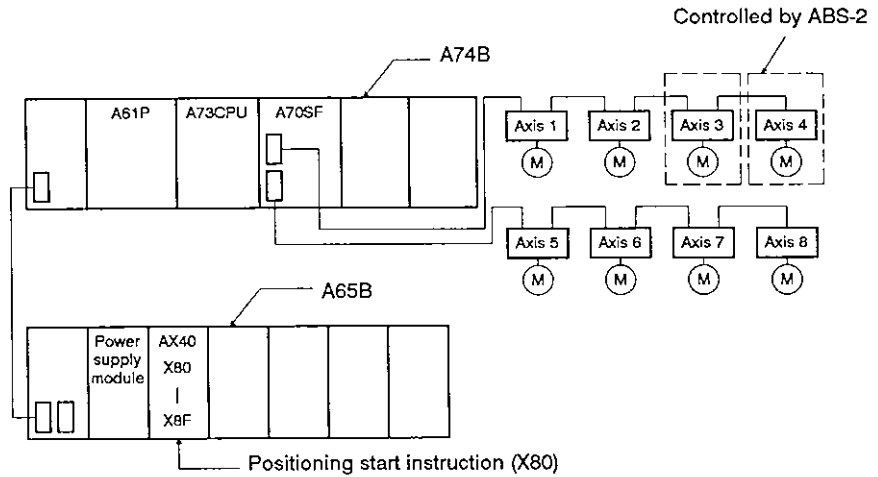 Controlled by ABS-2
A74B
A61P
A73CPU
A70SF
Axis 1
Axis 2
Axis 3
Axis 4
M
M
M
M
Axis 5
Axis 6
Axis 7
Axis 8
M
M
M
M
A65B
Power
supply
module
AX40
X80
|
X8F
Positioning start instruction (X80)